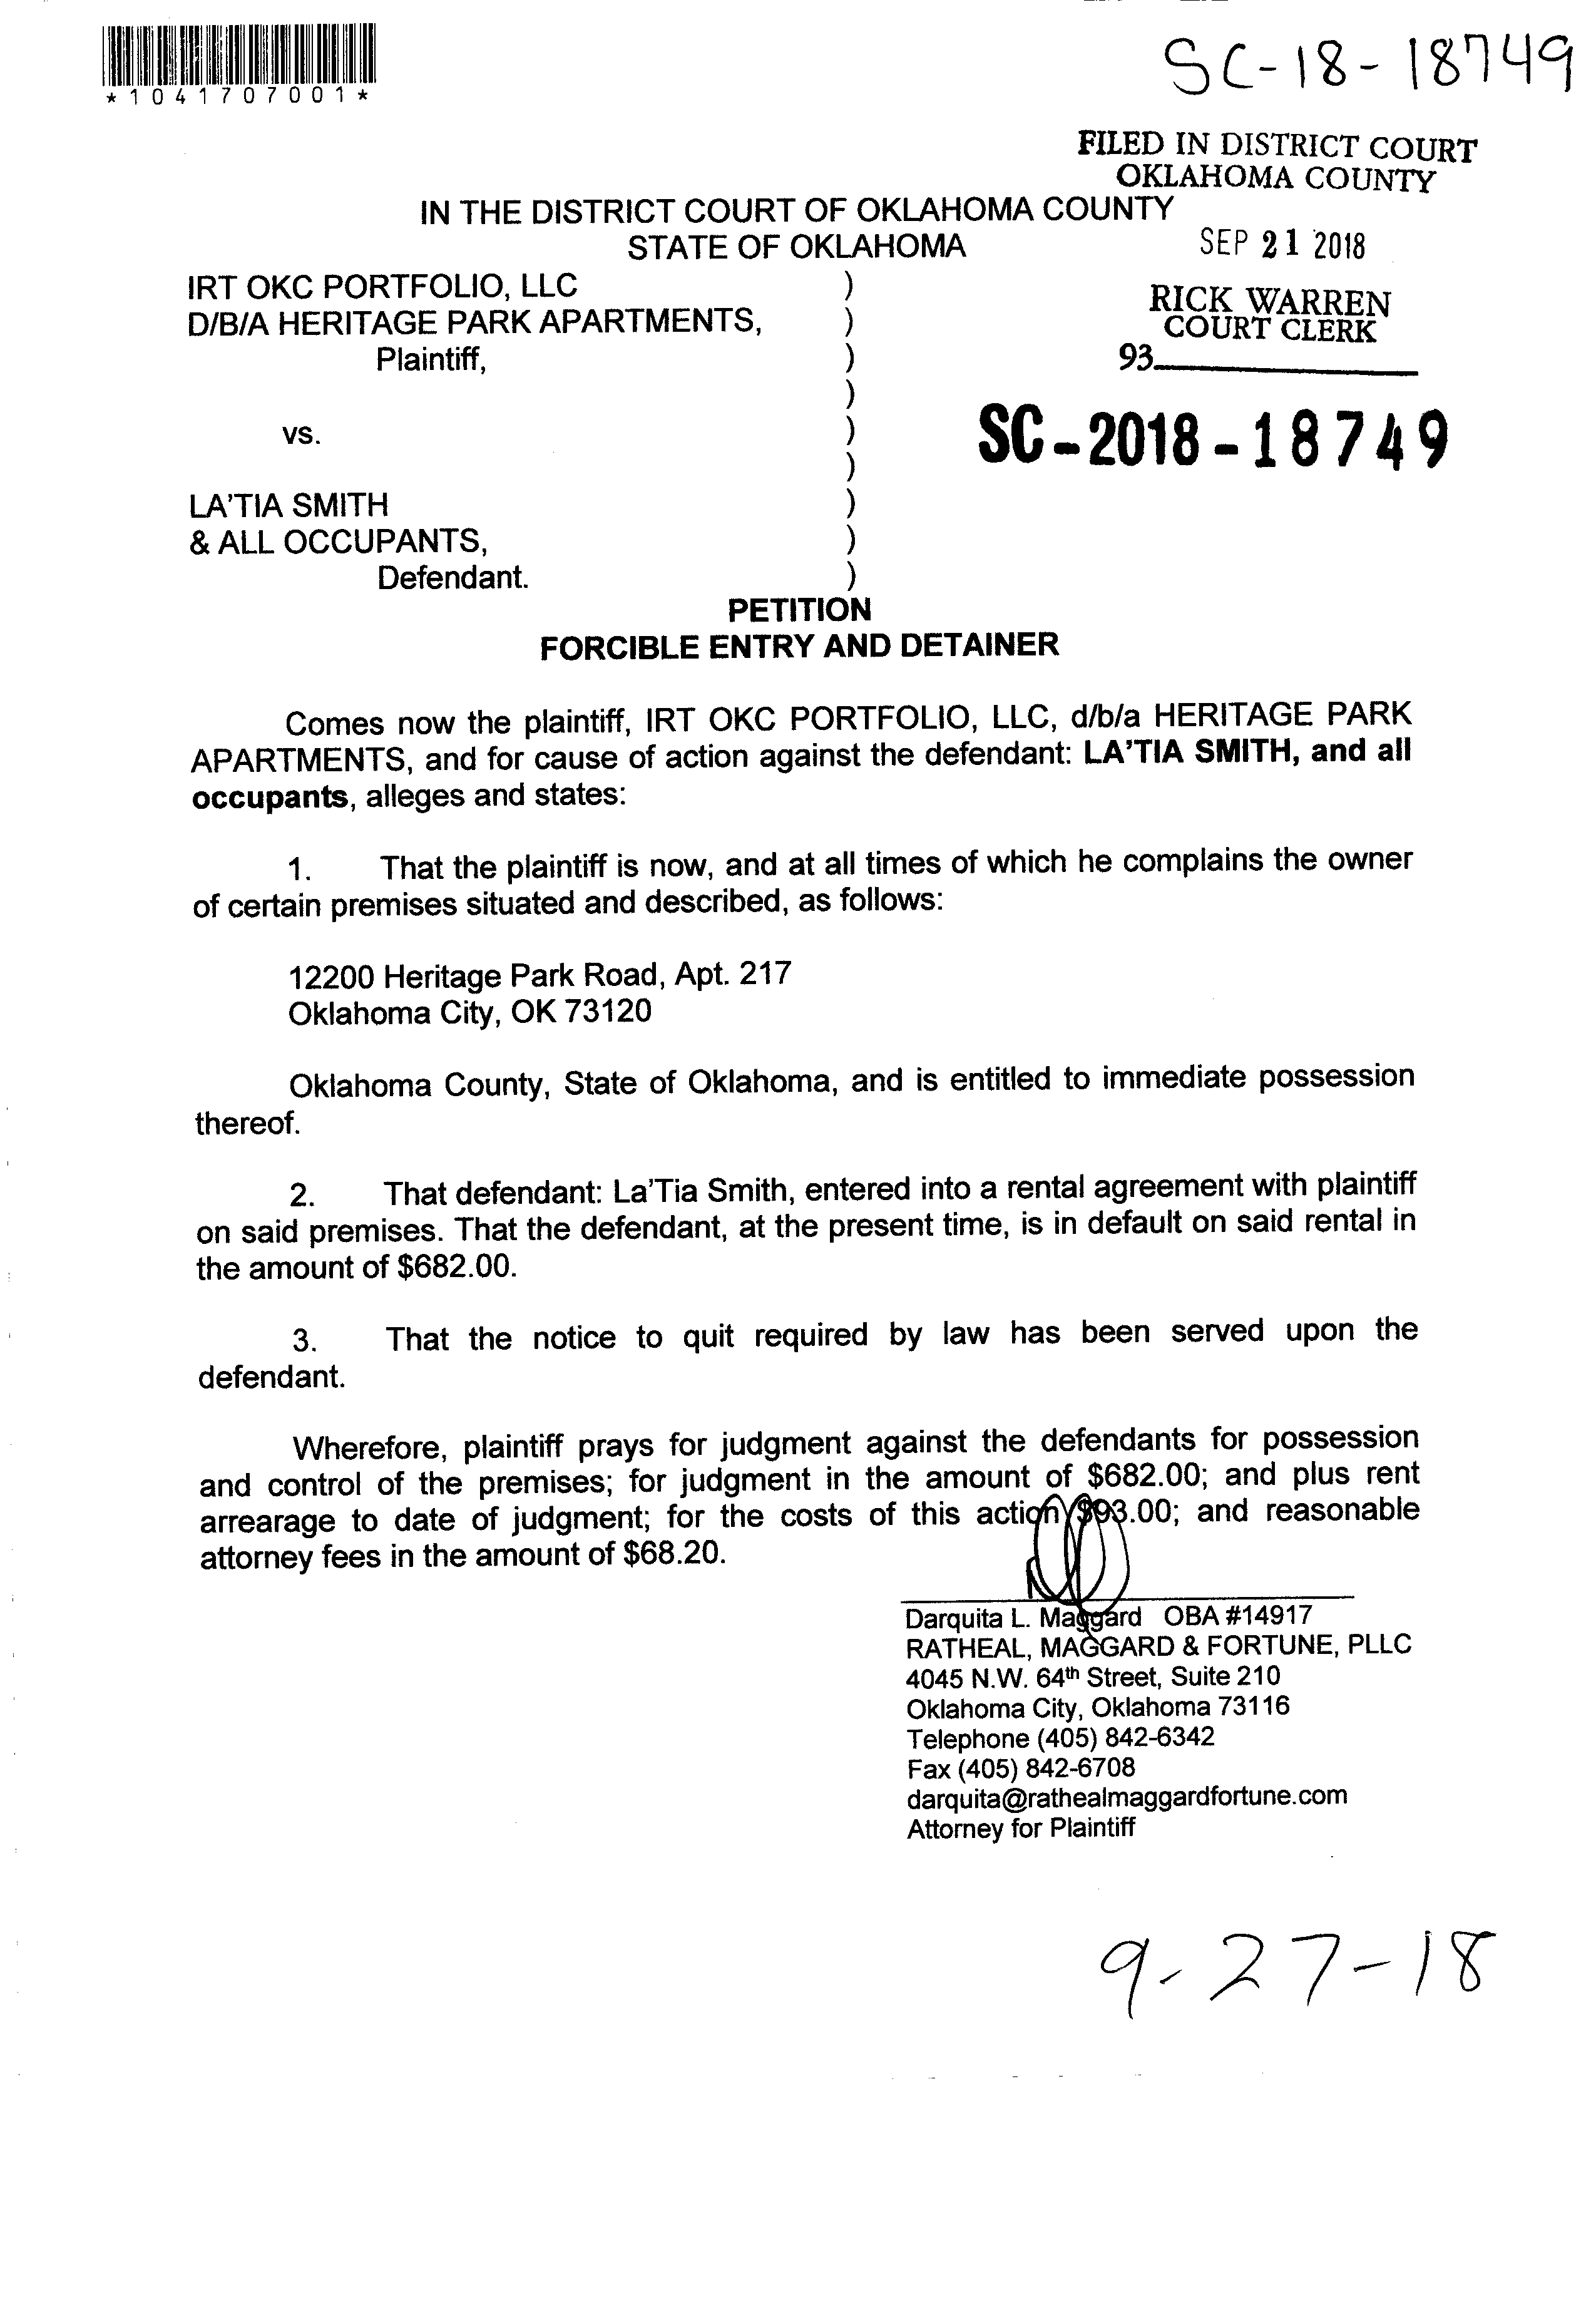 *1041707001*
SC-18-18749
FILED IN DISTRICT COURT
OKLAHOMA COUNTY
IN THE DISTRICT COURT OF OKLAHOMA COUNTY
STATE OF OKLAHOMA
SEP 21 2018
IRT OKC PORTFOLIO, LLC )
D/B/A HERITAGE PARK APARTMENTS, )
Plaintiff, )
)
vs. )
)
LA'TIA SMITH )
& ALL OCCUPANTS, )
Defendant. )
RICK WARREN
COURT CLERK
93
SC-2018-18749
PETITION
FORCIBLE ENTRY AND DETAINER
Comes now the plaintiff, IRT OKC PORTFOLIO, LLC, d/b/a HERITAGE PARK
APARTMENTS, and for cause of action against the defendant: LA'TIA SMITH, and all
occupants, alleges and states:
1. That the plaintiff is now, and at all times of which he complains the owner
of certain premises situated and described, as follows:
12200 Heritage Park Road, Apt. 217
Oklahoma City, OK 73120
Oklahoma County, State of Oklahoma, and is entitled to immediate possession
thereof.
2. That defendant: La'Tia Smith, entered into a rental agreement with plaintiff
on said premises. That the defendant, at the present time, is in default on said rental in
the amount of $682.00.
3. That the notice to quit required by law has been served upon the
defendant.
Wherefore, plaintiff prays for judgment against the defendants for possession
and control of the premises; for judgment in the amount of $682.00; and plus rent
arrearage to date of judgment; for the costs of this action $93.00; and reasonable
attorney fees in the amount of $68.20.
Darquita L. Maggard OBA #14917
RATHEAL, MAGGARD & FORTUNE, PLLC
4045 N.W. 64th Street, Suite 210
Oklahoma City, Oklahoma 73116
Telephone (405) 842-6342
Fax (405) 842-6708
darquita@rathealmaggardfortune.com
Attorney for Plaintiff
9-27-18